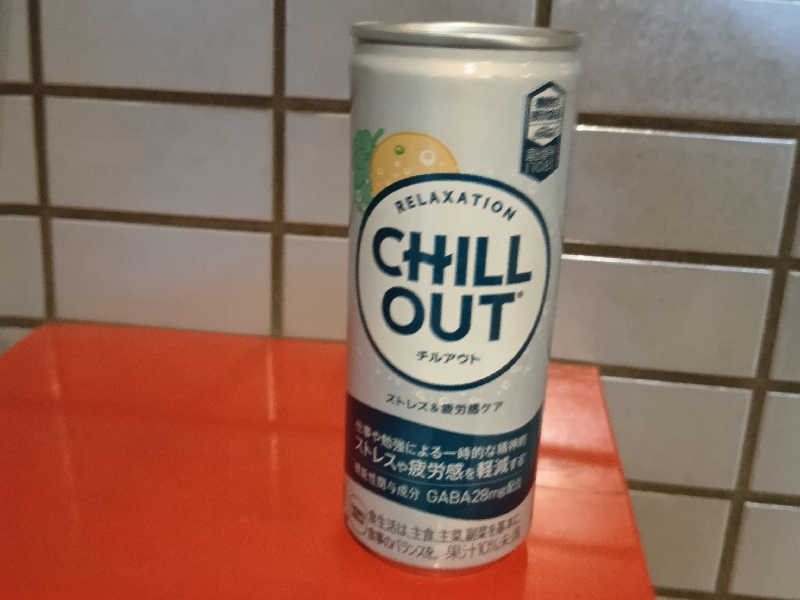 RELAXATION
CHILL
OUT
チルアウト
ストレス&疲労感ケア
仕事や勉強による一時的な精神的
ストレスや疲労感を軽減する
機能性関与成分 GABA28mg配合
食生活は、主食、主菜、副菜を基本に、
食事のバランスを。 果汁10%未満